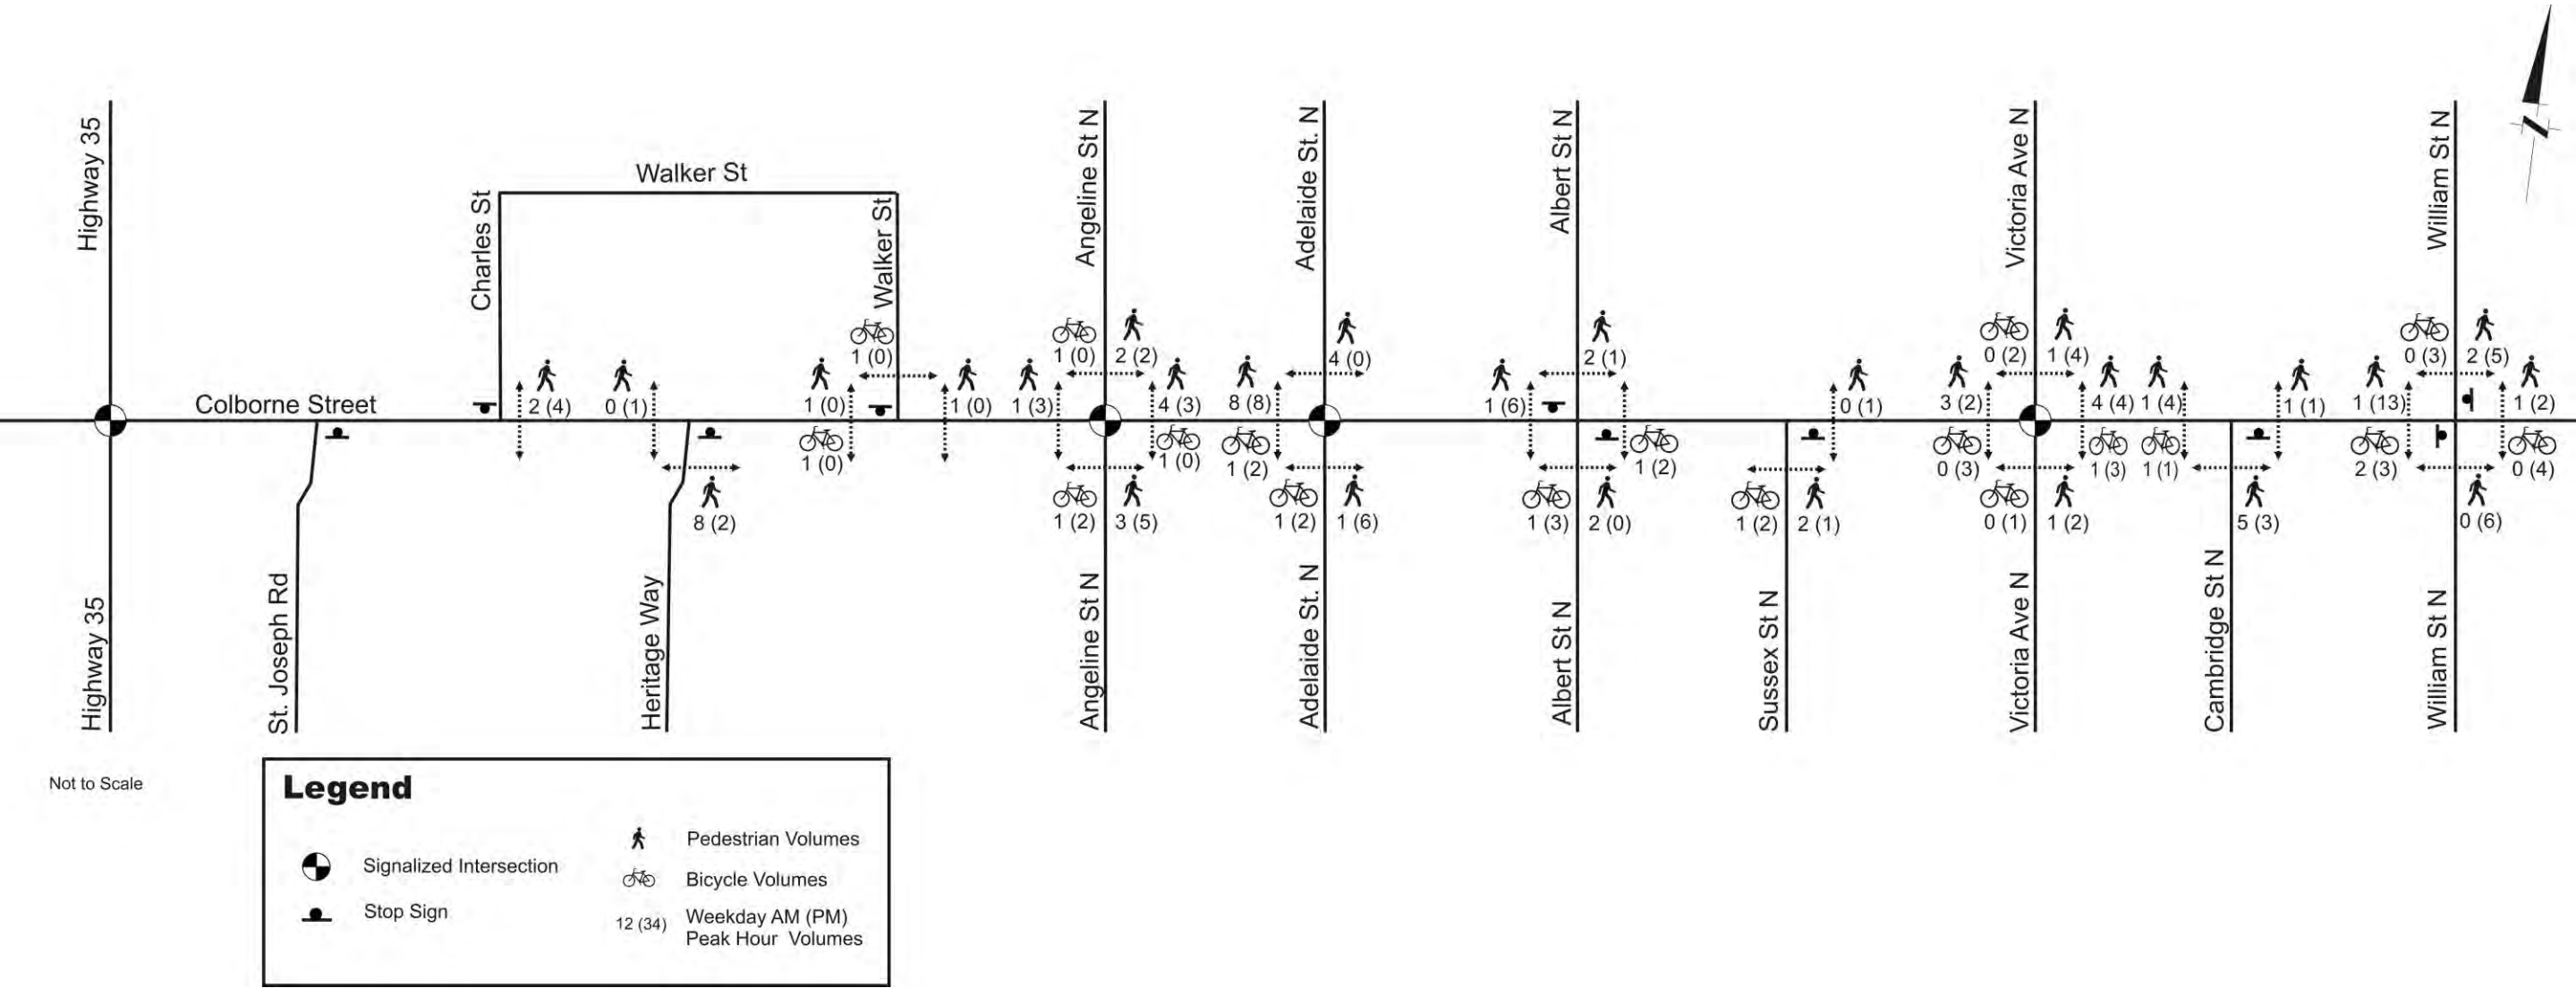 Highway 35
Charles St
Walker St
Walker St
Angeline St N
Adelaide St. N
Albert St N
Victoria Ave N
William St N
N
Colborne Street
2 (4)
0 (1)
1 (0)
1 (0)
1 (0)
1 (0)
1 (3)
1 (0)
2 (2)
4 (3)
1 (0)
1 (2)
3 (5)
8 (8)
1 (2)
4 (0)
1 (2)
1 (6)
1 (6)
2 (1)
1 (2)
1 (3)
2 (0)
0 (1)
1 (2)
2 (1)
3 (2)
0 (3)
0 (2)
1 (4)
4 (4)
1 (3)
0 (1)
1 (2)
1 (4)
1 (1)
1 (1)
5 (3)
1 (13)
2 (3)
0 (3)
2 (5)
1 (2)
0 (4)
0 (6)
8 (2)
Highway 35
St. Joseph Rd
Heritage Way
Angeline St N
Adelaide St. N
Albert St N
Sussex St N
Victoria Ave N
Cambridge St N
William St N
Not to Scale
Legend
Signalized Intersection
Stop Sign
Pedestrian Volumes
Bicycle Volumes
12 (34)
Weekday AM (PM)
Peak Hour Volumes